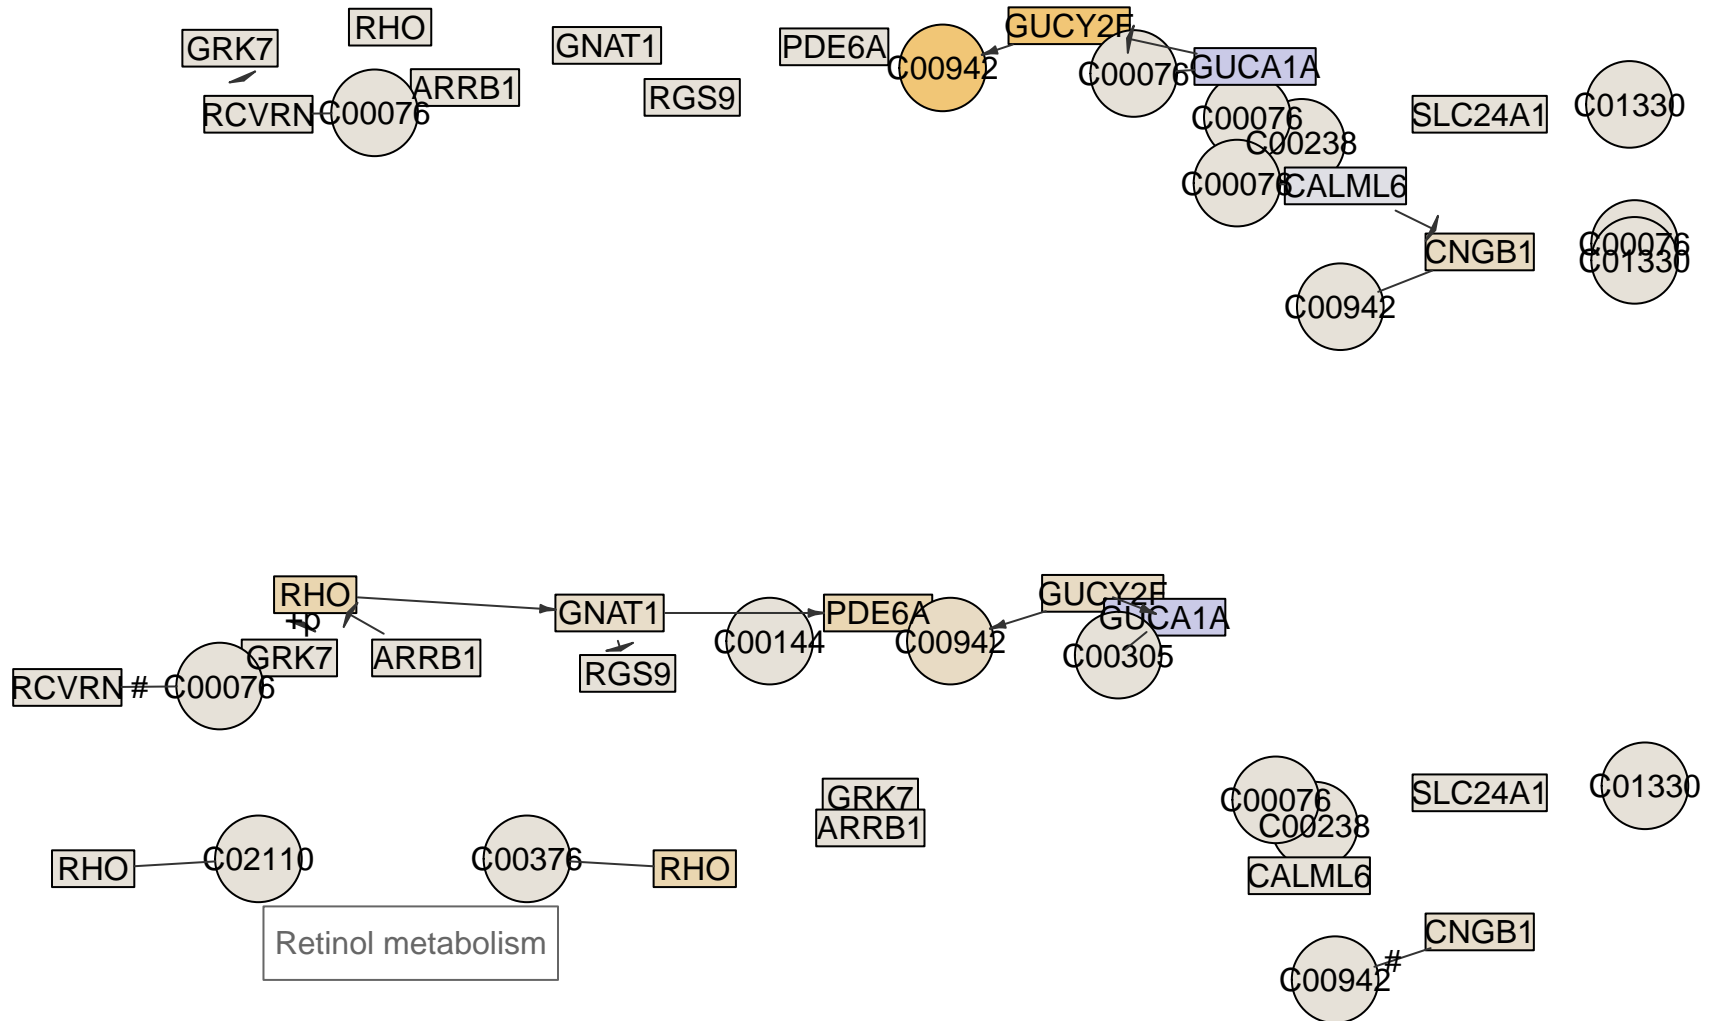 RHO
GRK7
GNAT1
PDE6A
GUCY2F
C00942
C00076
GUCA1A
ARRB1
RCVRN
C00076
RGS9
C00076
C00238
SLC24A1
C01330
C00076
CALML6
CNGB1
C00076
C01330
C00942
RHO
+p
GNAT1
PDE6A
GUCY2F
GUCA1A
GRK7
ARRB1
C00144
C00942
C00305
RCVRN
#
C00076
RGS9
GRK7
ARRB1
C00076
C00238
SLC24A1
C01330
RHO
C02110
C00376
RHO
CALML6
Retinol metabolism
CNGB1
#
C00942